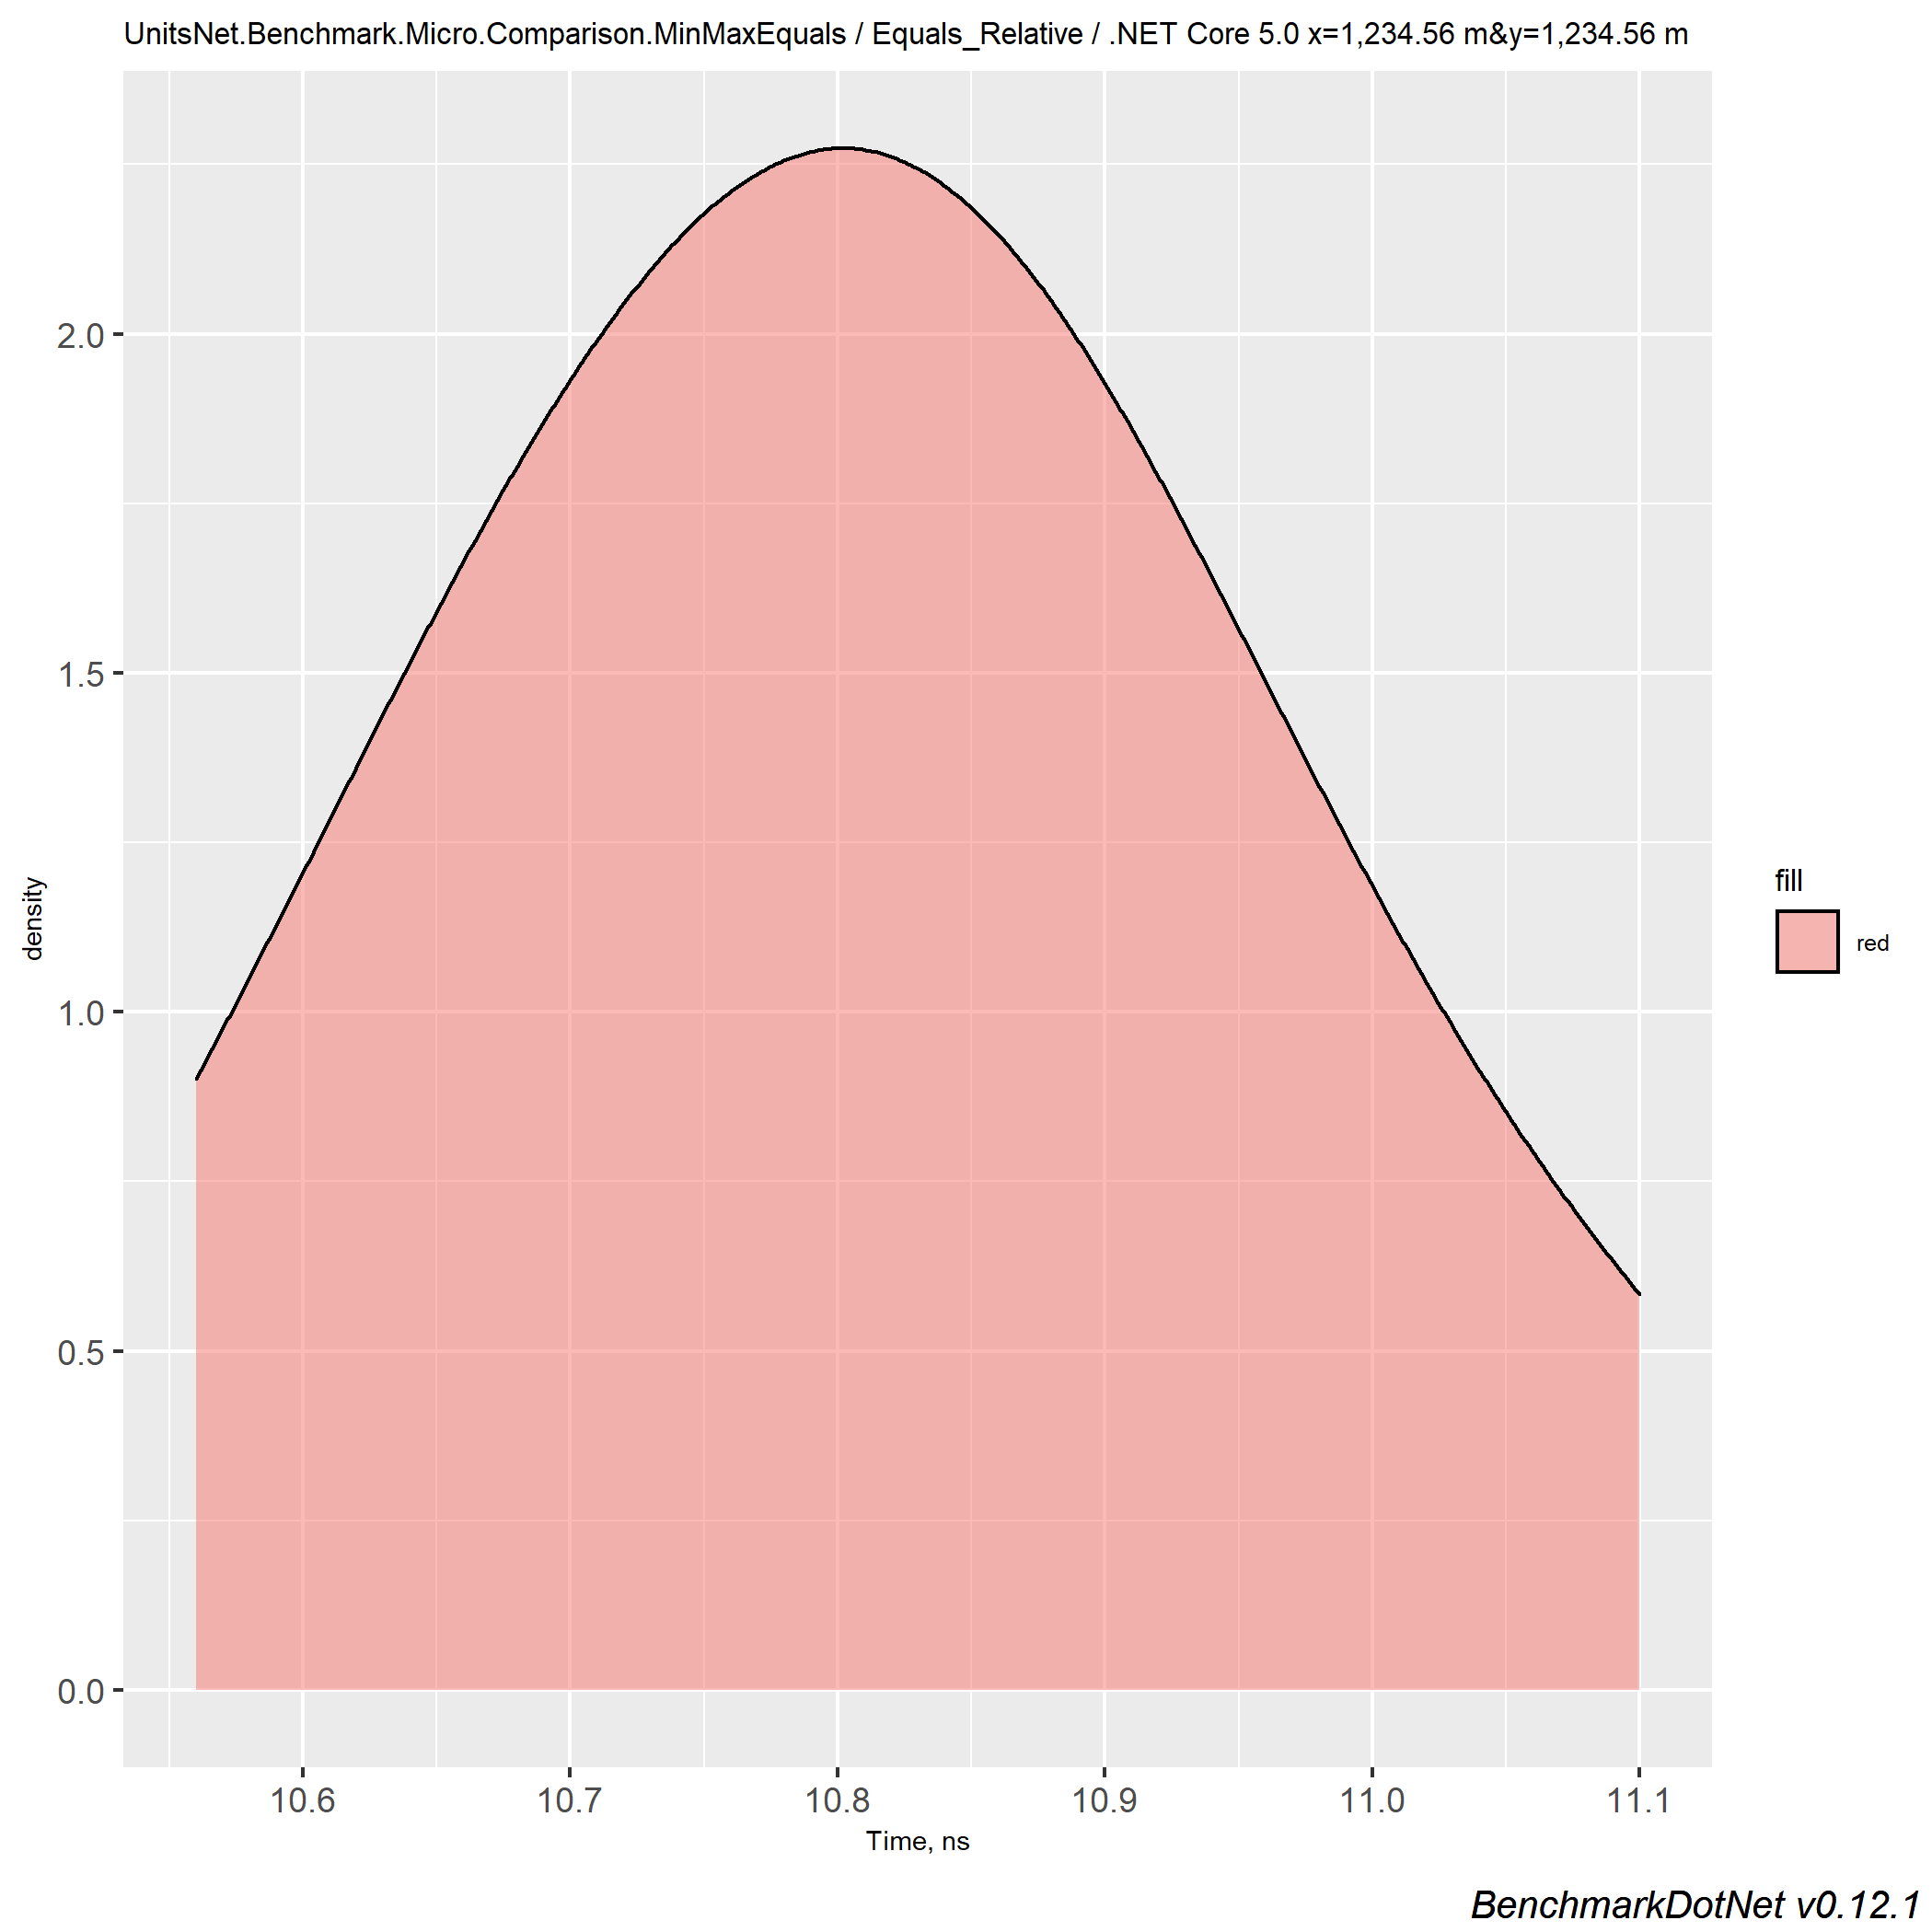 UnitsNet.Benchmark.Micro.Comparison.MinMaxEquals / Equals_Relative / .NET Core 5.0 x=1,234.56 m&y=1,234.56 m
density
2.0
1.5
1.0
0.5
0.0
10.6 10.7 10.8 10.9 11.0 11.1
Time, ns
fill
red
BenchmarkDotNet v0.12.1